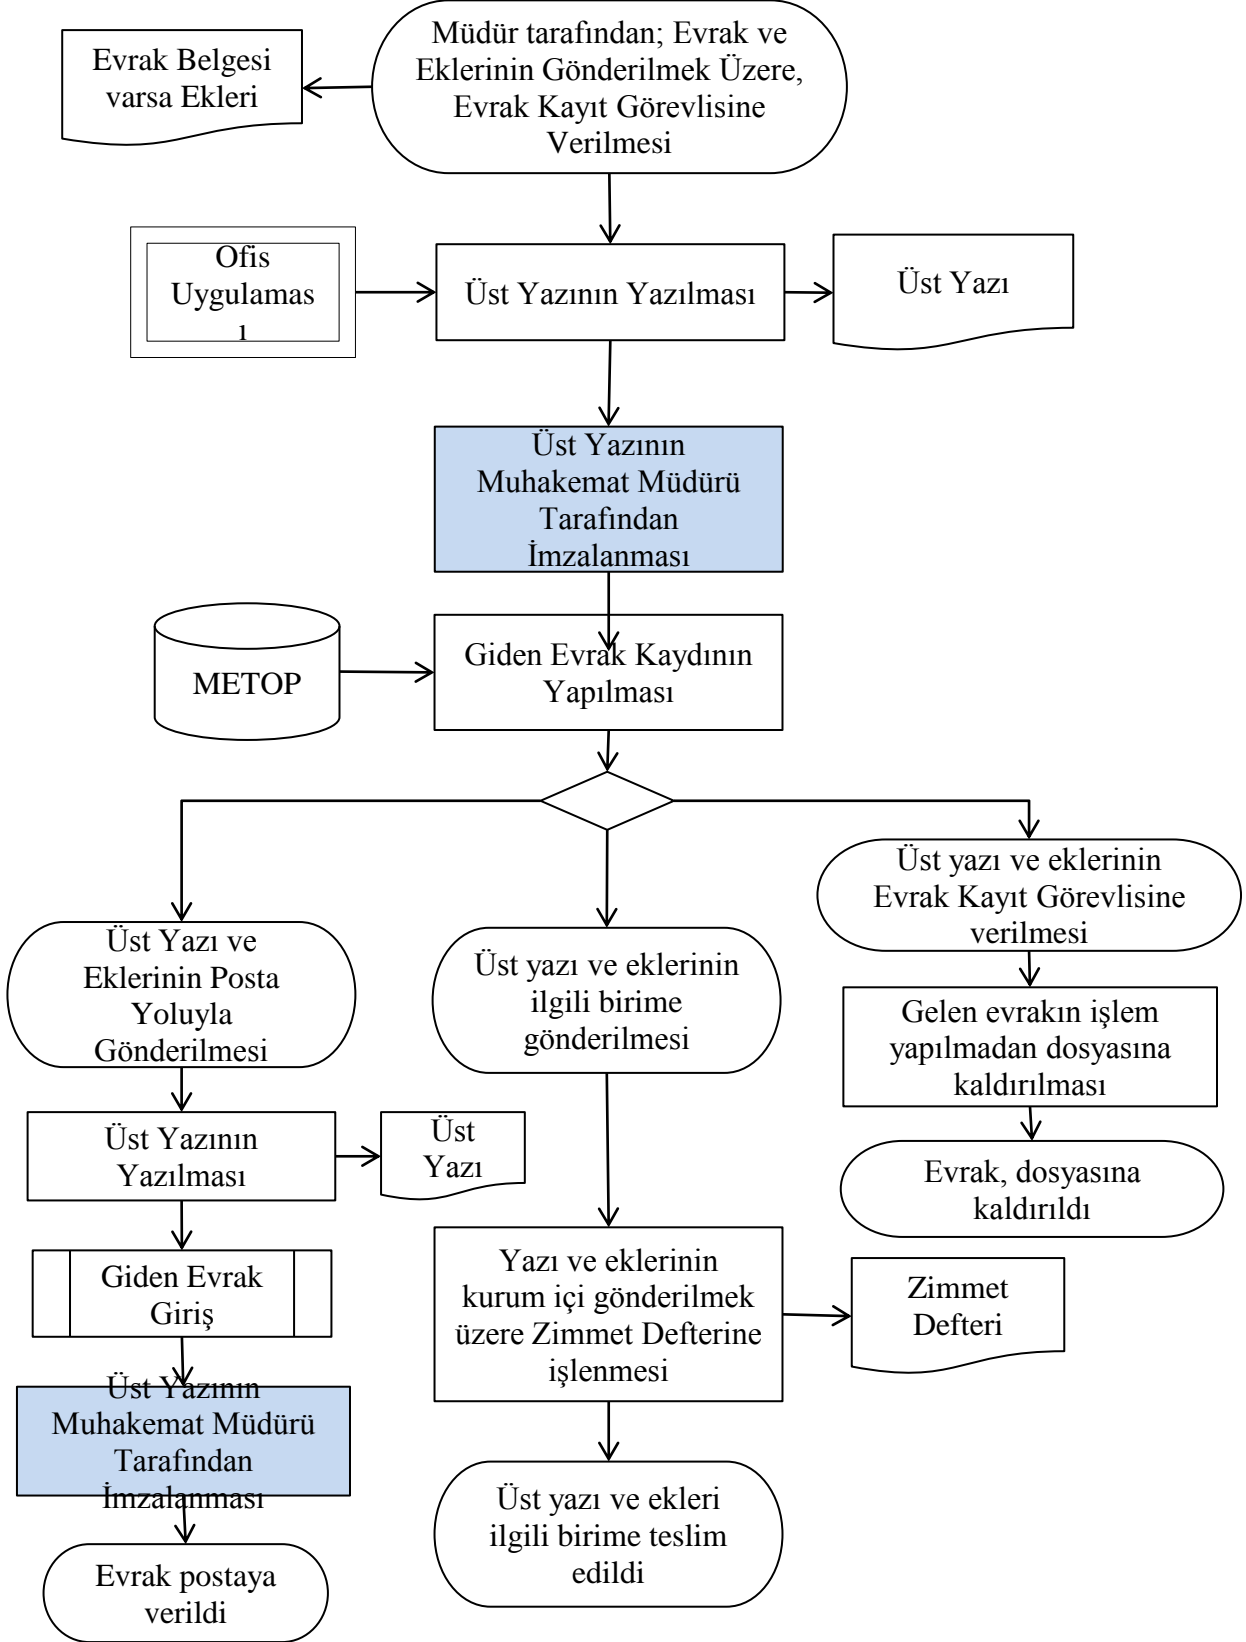 Müdür tarafından; Evrak ve
Eklerinin Gönderilmek Üzere,
Evrak Kayıt Görevlisine
Verilmesi
Evrak Belgesi
varsa Ekleri
Ofis
Uygulamas
ı
Üst Yazının Yazılması
Üst Yazı
Üst Yazının
Muhakemat Müdürü
Tarafından
İmzalanması
METOP
Giden Evrak Kaydının
Yapılması
Üst Yazı ve
Eklerinin Posta
Yoluyla
Gönderilmesi
Üst yazı ve eklerinin
ilgili birime
gönderilmesi
Üst yazı ve eklerinin
Evrak Kayıt Görevlisine
verilmesi
Gelen evrakın işlem
yapılmadan dosyasına
kaldırılması
Evrak, dosyasına
kaldırıldı
Üst Yazının
Yazılması
Üst
Yazı
Giden Evrak
Giriş
Yazı ve eklerinin
kurum içi gönderilmek
üzere Zimmet Defterine
işlenmesi
Zimmet
Defteri
Üst Yazının
Muhakemat Müdürü
Tarafından
İmzalanması
Üst yazı ve ekleri
ilgili birime teslim
edildi
Evrak postaya
verildi